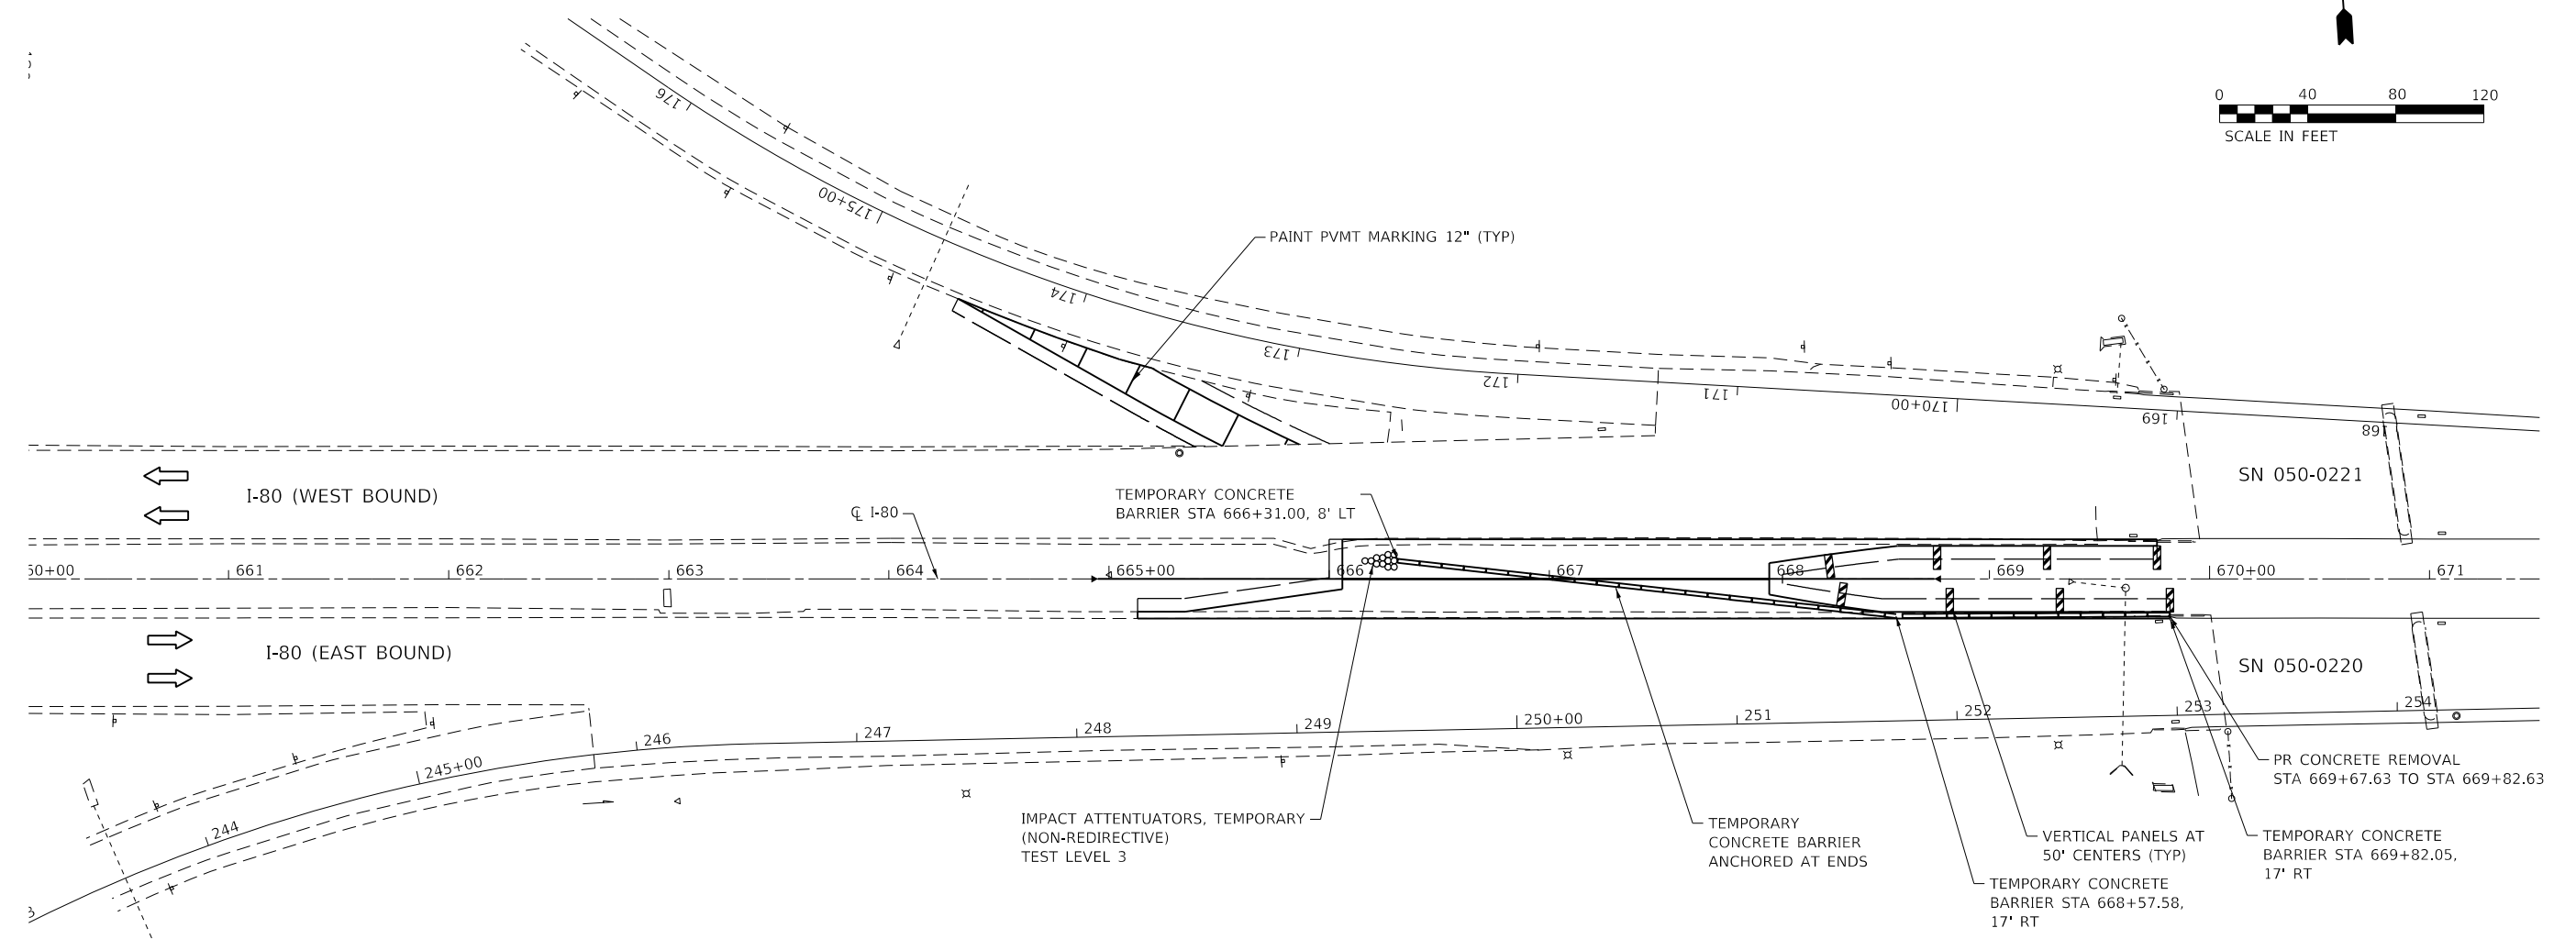 0 40 80 120
SCALE IN FEET
176
175+00
174
173
172
171
170+00
169
168
PAINT PVMT MARKING 12" (TYP)
I-80 (WEST BOUND)
SN 050-0221
TEMPORARY CONCRETE
BARRIER STA 666+31.00, 8' LT
℄ I-80
60+00 661 662 663 664 665+00 666 667 668 669 670+00 671
I-80 (EAST BOUND)
SN 050-0220
244
245+00
246
247
248
249
250+00
251
252
253
254
IMPACT ATTENTUATORS, TEMPORARY
(NON-REDIRECTIVE)
TEST LEVEL 3
TEMPORARY
CONCRETE BARRIER
ANCHORED AT ENDS
TEMPORARY CONCRETE
BARRIER STA 668+57.58,
17' RT
VERTICAL PANELS AT
50' CENTERS (TYP)
TEMPORARY CONCRETE
BARRIER STA 669+82.05,
17' RT
PR CONCRETE REMOVAL
STA 669+67.63 TO STA 669+82.63